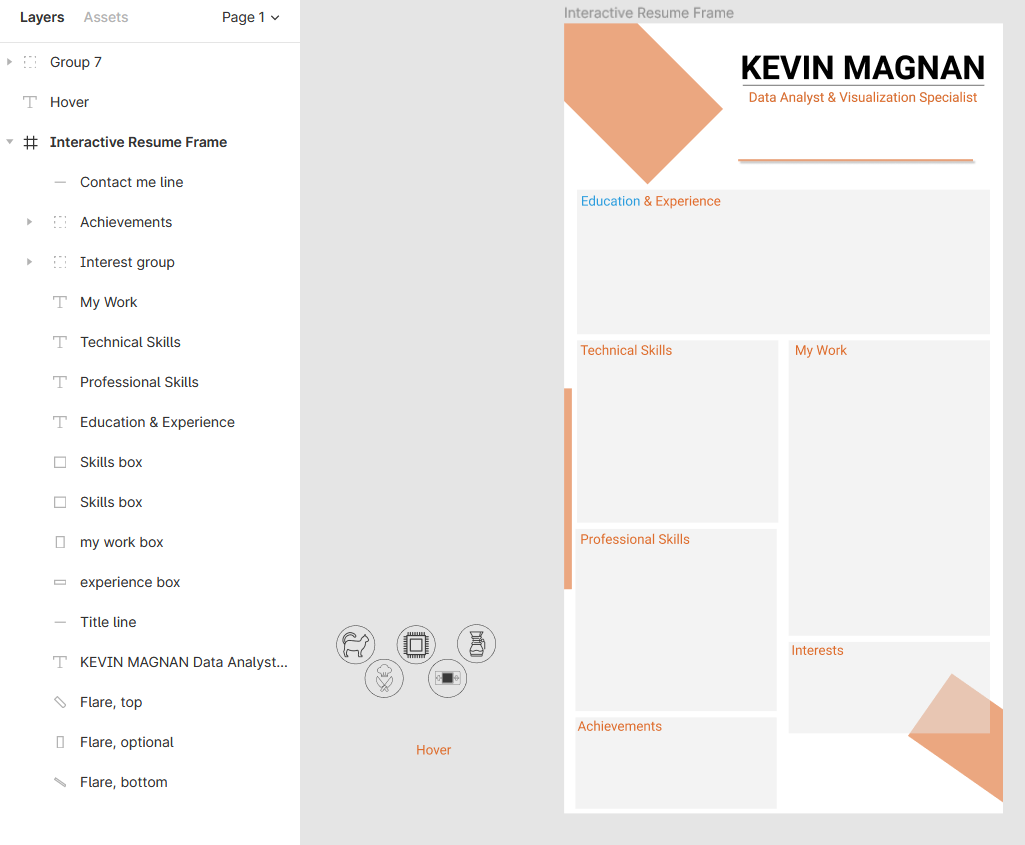 Layers Assets Page 1
Group 7
Hover
Interactive Resume Frame
Contact me line
Achievements
Interest group
My Work
Technical Skills
Professional Skills
Education & Experience
Skills box
Skills box
my work box
experience box
Title line
KEVIN MAGNAN Data Analyst...
Flare, top
Flare, optional
Flare, bottom
Hover
Interactive Resume Frame
KEVIN MAGNAN
Data Analyst & Visualization Specialist
Education & Experience
Technical Skills
My Work
Professional Skills
Interests
Achievements